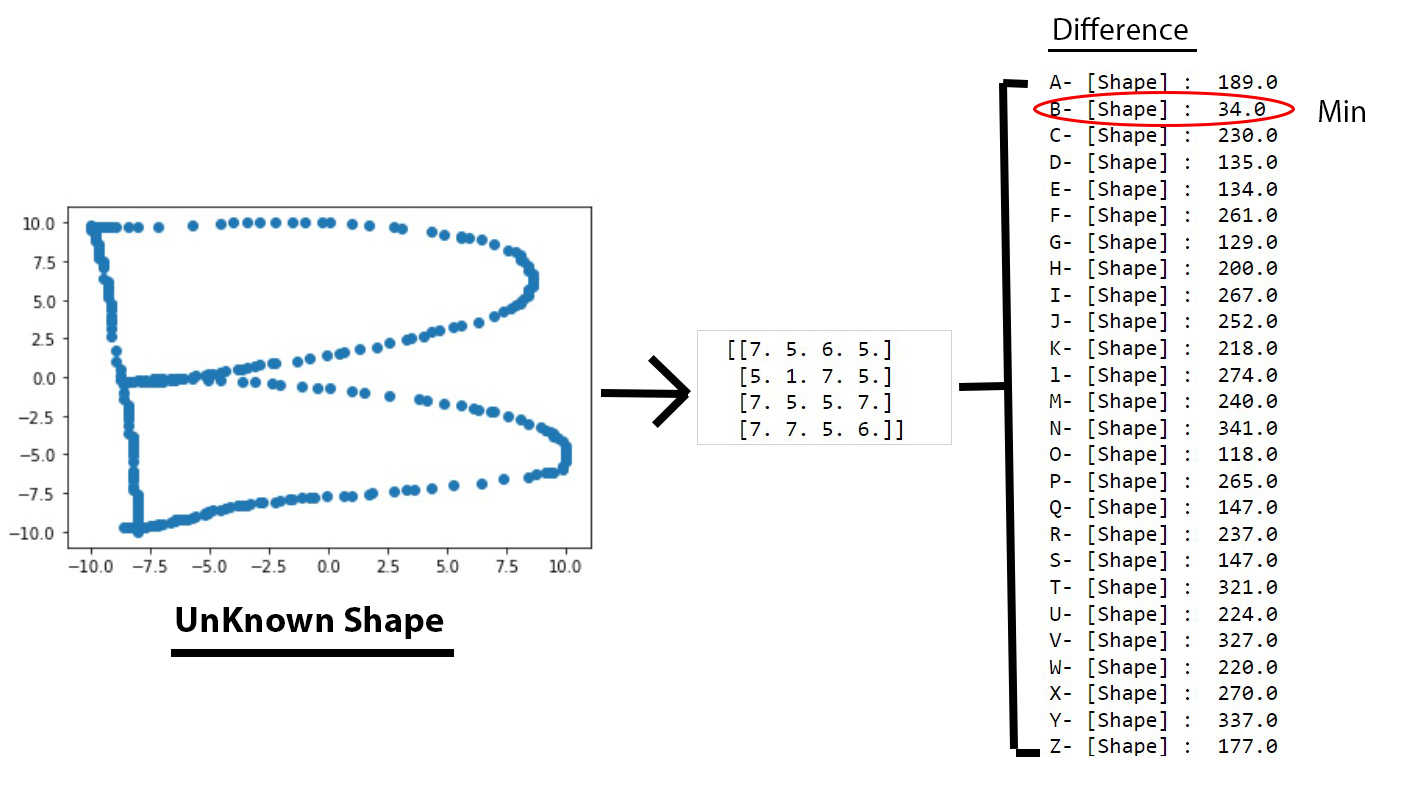 Difference
A- [Shape] : 189.0
B- [Shape] : 34.0
Min
C- [Shape] : 230.0
D- [Shape] : 135.0
E- [Shape] : 134.0
F- [Shape] : 261.0
G- [Shape] : 129.0
H- [Shape] : 200.0
I- [Shape] : 267.0
J- [Shape] : 252.0
K- [Shape] : 218.0
l- [Shape] : 274.0
M- [Shape] : 240.0
N- [Shape] : 341.0
O- [Shape] : 118.0
P- [Shape] : 265.0
Q- [Shape] : 147.0
R- [Shape] : 237.0
S- [Shape] : 147.0
T- [Shape] : 321.0
U- [Shape] : 224.0
V- [Shape] : 327.0
W- [Shape] : 220.0
X- [Shape] : 270.0
Y- [Shape] : 337.0
Z- [Shape] : 177.0
10.0
7.5
5.0
2.5
0.0
−2.5
−5.0
−7.5
−10.0
−10.0 −7.5 −5.0 −2.5 0.0 2.5 5.0 7.5 10.0
UnKnown Shape
[[7. 5. 6. 5.]
[5. 1. 7. 5.]
[7. 5. 5. 7.]
[7. 7. 5. 6.]]